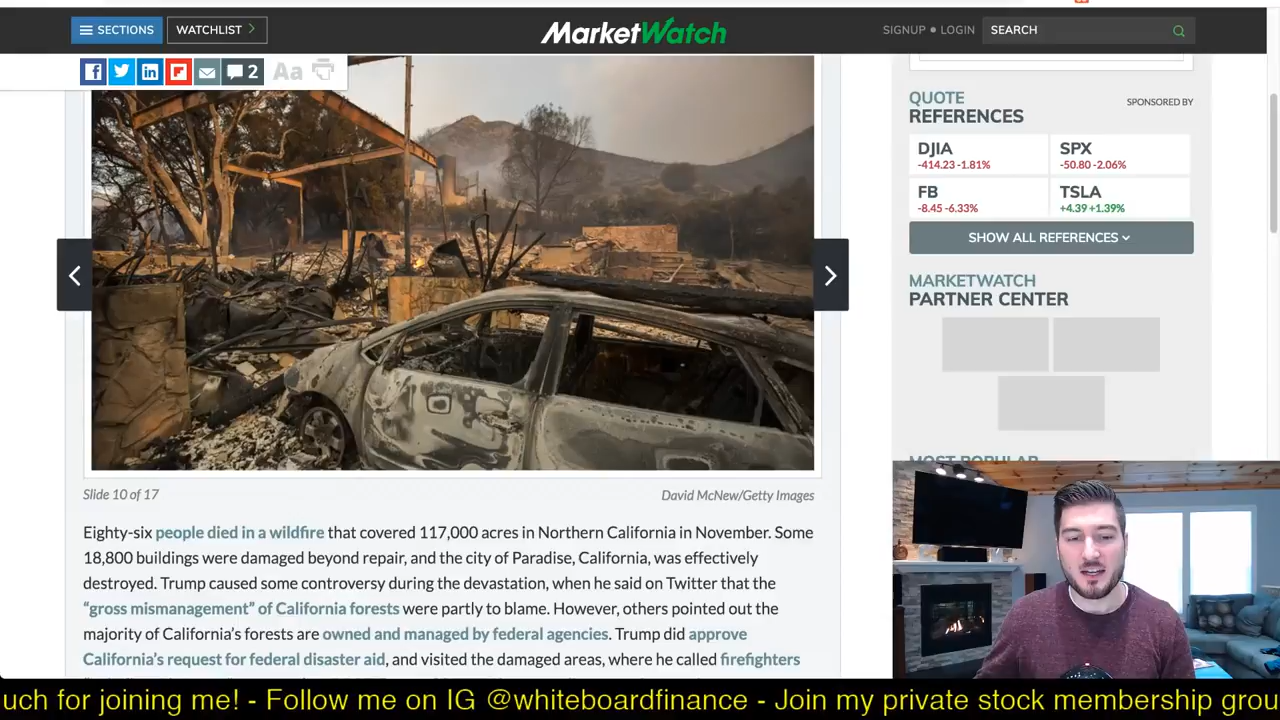 SECTIONS
WATCHLIST
MarketWatch
SIGNUP • LOGIN
SEARCH
2
Aa
QUOTE
REFERENCES
SPONSORED BY
DJIA
-414.23 -1.81%
SPX
-50.80 -2.06%
FB
-8.45 -6.33%
TSLA
+4.39 +1.39%
SHOW ALL REFERENCES
MARKETWATCH
PARTNER CENTER
MOST POPULAR
Slide 10 of 17
David McNew/Getty Images
Eighty-six people died in a wildfire that covered 117,000 acres in Northern California in November. Some
18,800 buildings were damaged beyond repair, and the city of Paradise, California, was effectively
destroyed. Trump caused some controversy during the devastation, when he said on Twitter that the
“gross mismanagement” of California forests were partly to blame. However, others pointed out the
majority of California’s forests are owned and managed by federal agencies. Trump did approve
California’s request for federal disaster aid, and visited the damaged areas, where he called firefighters
uch for joining me! - Follow me on IG @whiteboardfinance - Join my private stock membership grou